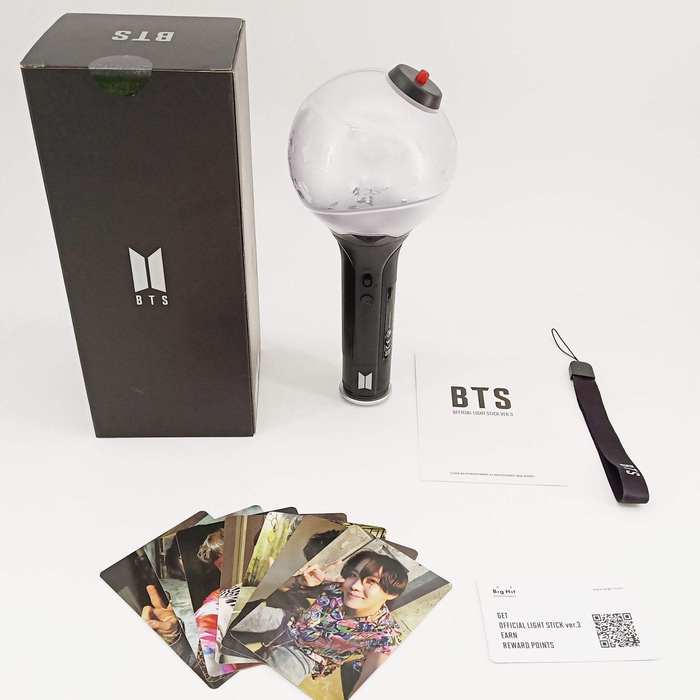 BTS
BTS
BTS
OFFICIAL LIGHT STICK VER.3
BTS
Big Hit
GET
OFFICIAL LIGHT STICK ver.3
EARN
REWARD POINTS